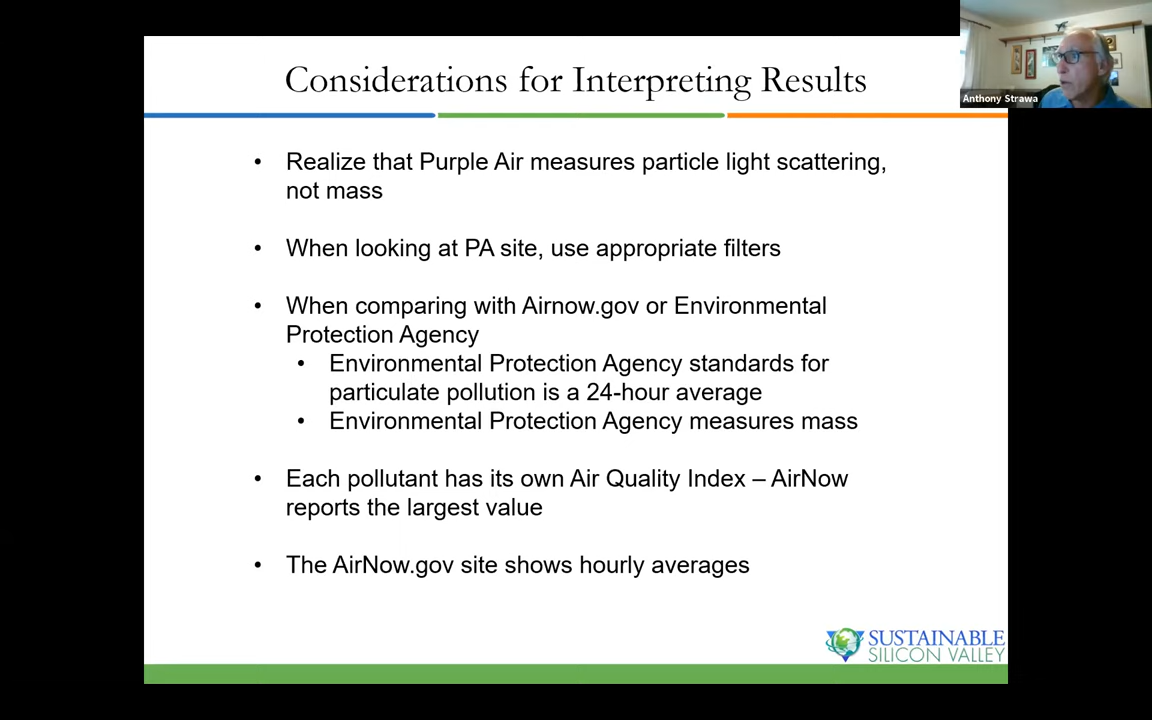 Considerations for Interpreting Results
Anthony Strawa
• Realize that Purple Air measures particle light scattering,
not mass
• When looking at PA site, use appropriate filters
• When comparing with Airnow.gov or Environmental
Protection Agency
• Environmental Protection Agency standards for
particulate pollution is a 24-hour average
• Environmental Protection Agency measures mass
• Each pollutant has its own Air Quality Index – AirNow
reports the largest value
• The AirNow.gov site shows hourly averages
SUSTAINABLE
SILICON VALLEY